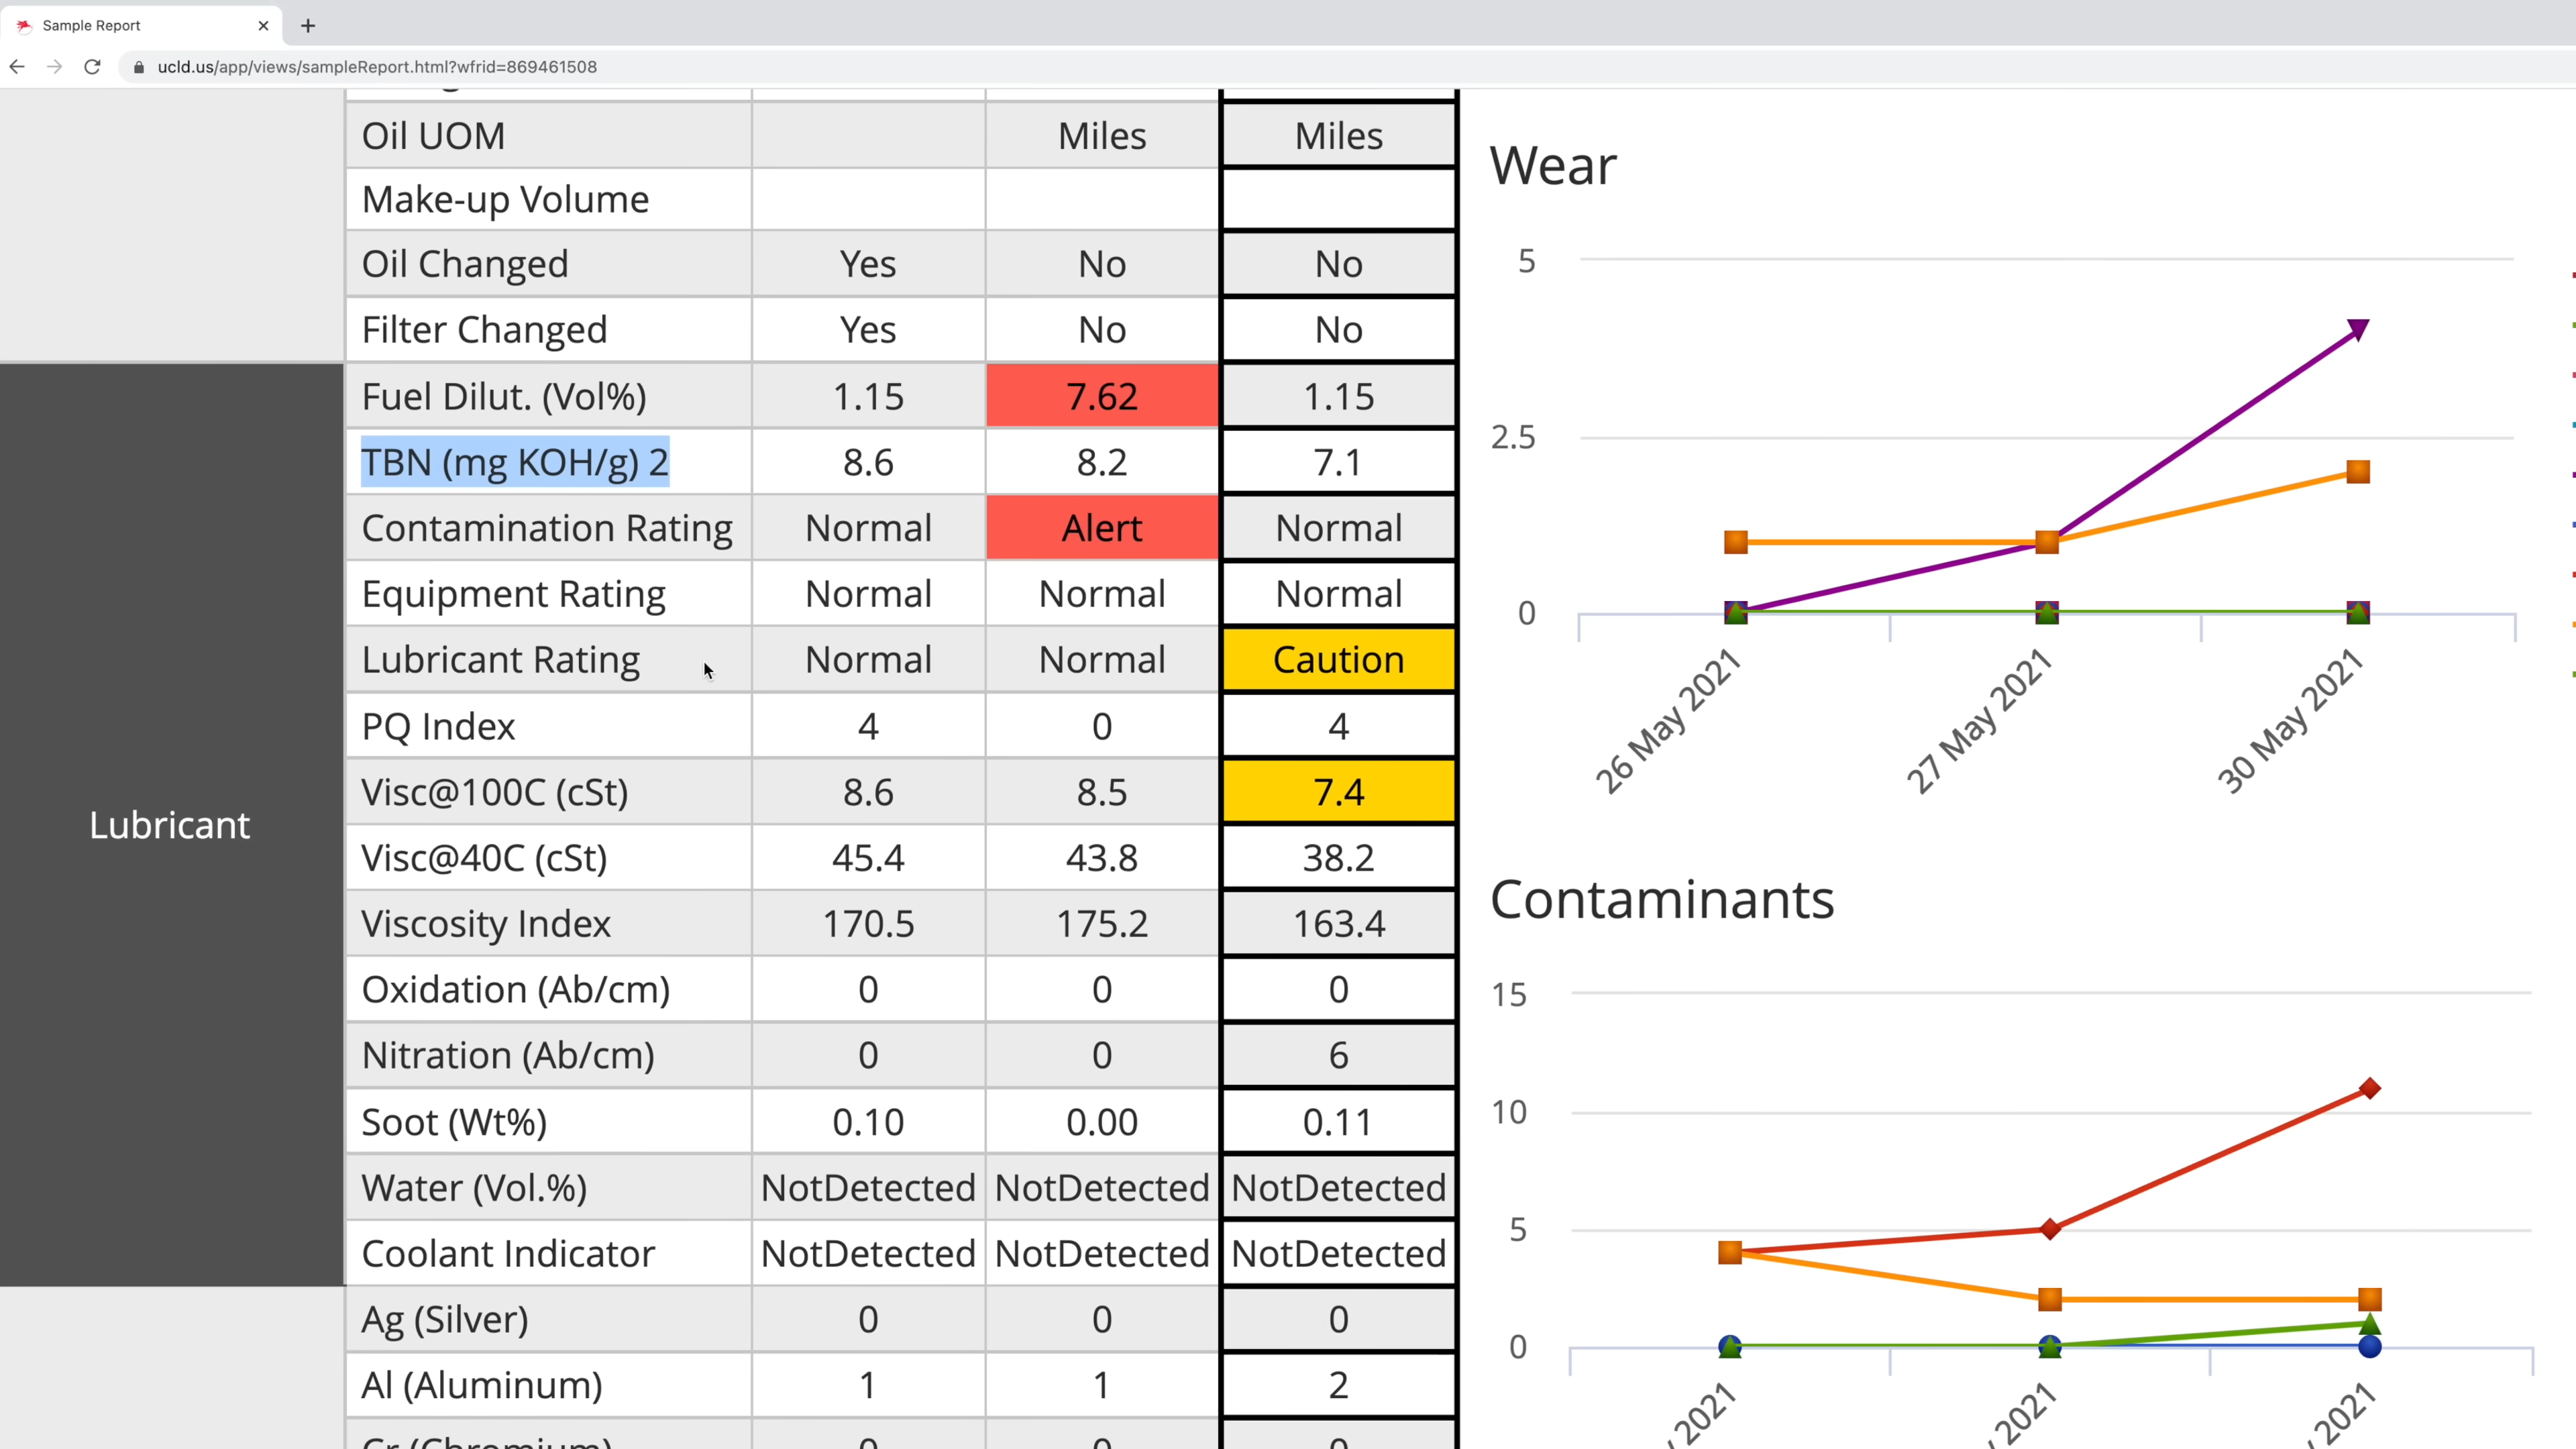 Sample Report
ucld.us/app/views/sampleReport.html?wfrid=869461508
Oil UOM Miles Miles
Make-up Volume
Oil Changed Yes No No
Filter Changed Yes No No
Lubricant
Fuel Dilut. (Vol%) 1.15 7.62 1.15
TBN (mg KOH/g) 2 8.6 8.2 7.1
Contamination Rating Normal Alert Normal
Equipment Rating Normal Normal Normal
Lubricant Rating Normal Normal Caution
PQ Index 4 0 4
Visc@100C (cSt) 8.6 8.5 7.4
Visc@40C (cSt) 45.4 43.8 38.2
Viscosity Index 170.5 175.2 163.4
Oxidation (Ab/cm) 0 0 0
Nitration (Ab/cm) 0 0 6
Soot (Wt%) 0.10 0.00 0.11
Water (Vol.%) NotDetected NotDetected NotDetected
Coolant Indicator NotDetected NotDetected NotDetected
Ag (Silver) 0 0 0
Al (Aluminum) 1 1 2
Cr (Chromium) 0 0 0
Wear
5
2.5
0
26 May 2021
27 May 2021
30 May 2021
Contaminants
15
10
5
0
2021
2021
2021